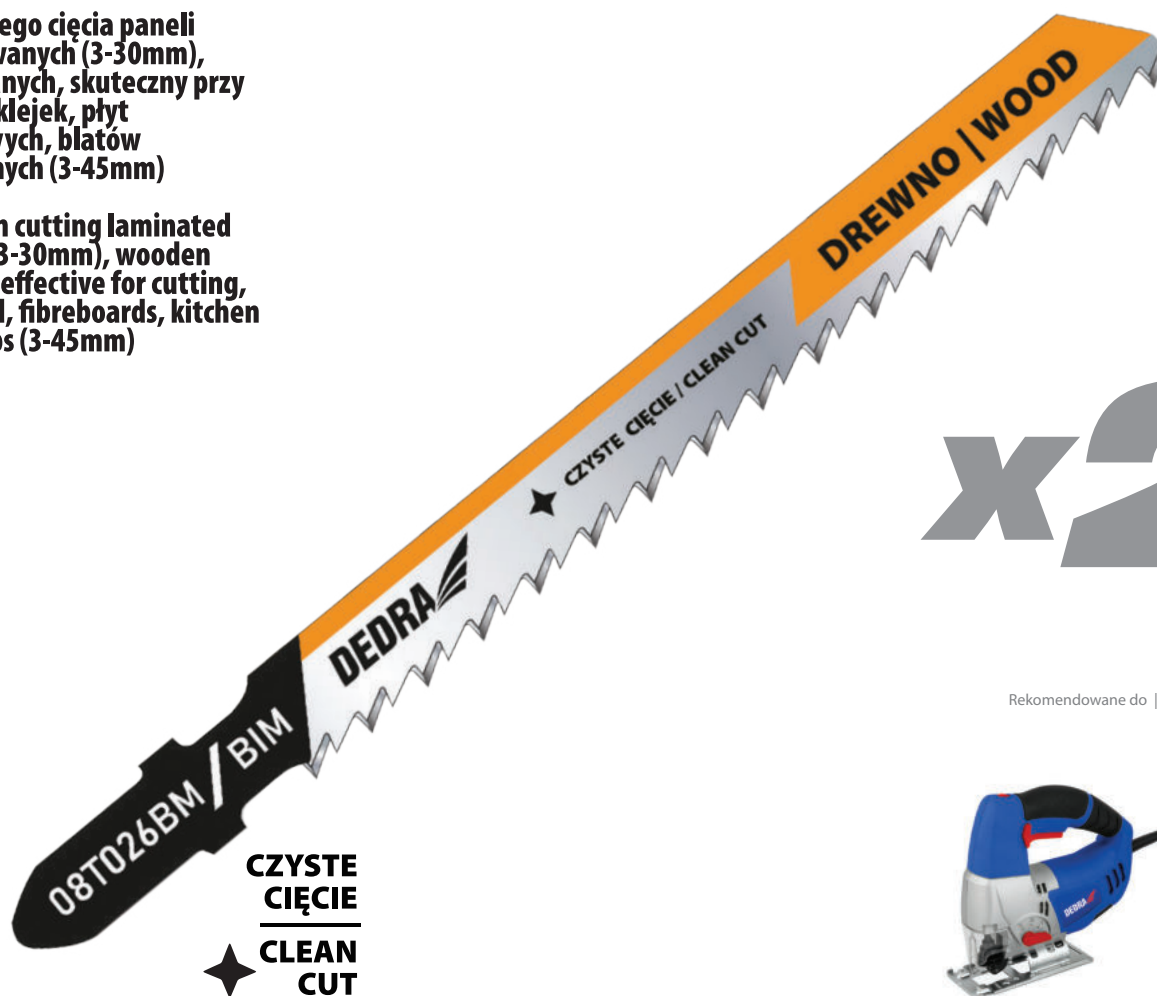 ego cięcia paneli
wanych (3-30mm),
nych, skuteczny przy
klejek, płyt
ych, blatów
nych (3-45mm)
n cutting laminated
3-30mm), wooden
effective for cutting,
l, fibreboards, kitchen
os (3-45mm)
DREWNO | WOOD
CZYSTE CIĘCIE / CLEAN CUT
DEDRA
08T026BM / BIM
x2
Rekomendowane do |
CZYSTE
CIĘCIE
CLEAN
CUT
DEDRA